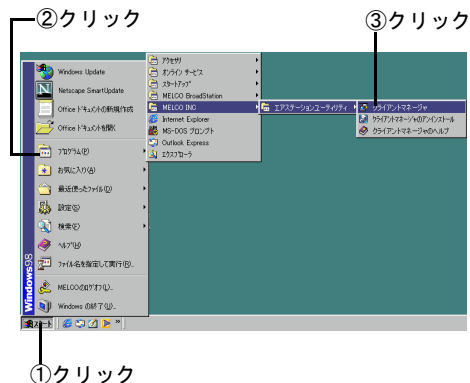 ②クリック
③クリック
Windows Update
Netscape SmartUpdate
Office ﾄﾞｷｭﾒﾝﾄの新規作成
Office ﾄﾞｷｭﾒﾝﾄを開く
ﾌﾟﾛｸﾞﾗﾑ(P)
お気に入り(A)
最近使ったﾌｧｲﾙ(D)
設定(S)
検索(F)
ﾍﾙﾌﾟ(H)
ﾌｧｲﾙ名を指定して実行(R)...
MELCOのﾛｸﾞｵﾌ(L)...
Windows の終了(U)...
Windows98
スタート
アクセサリ
オンライン サービス
ｽﾀｰﾄｱｯﾌﾟ
MELCO BroadStation
MELCO INC
Internet Explorer
MS-DOS プロンプト
Outlook Express
エクスプローラ
エアステーションユーティリティ
クライアントマネージャ
クライアントマネージャのアンインストール
クライアントマネージャのヘルプ
①クリック